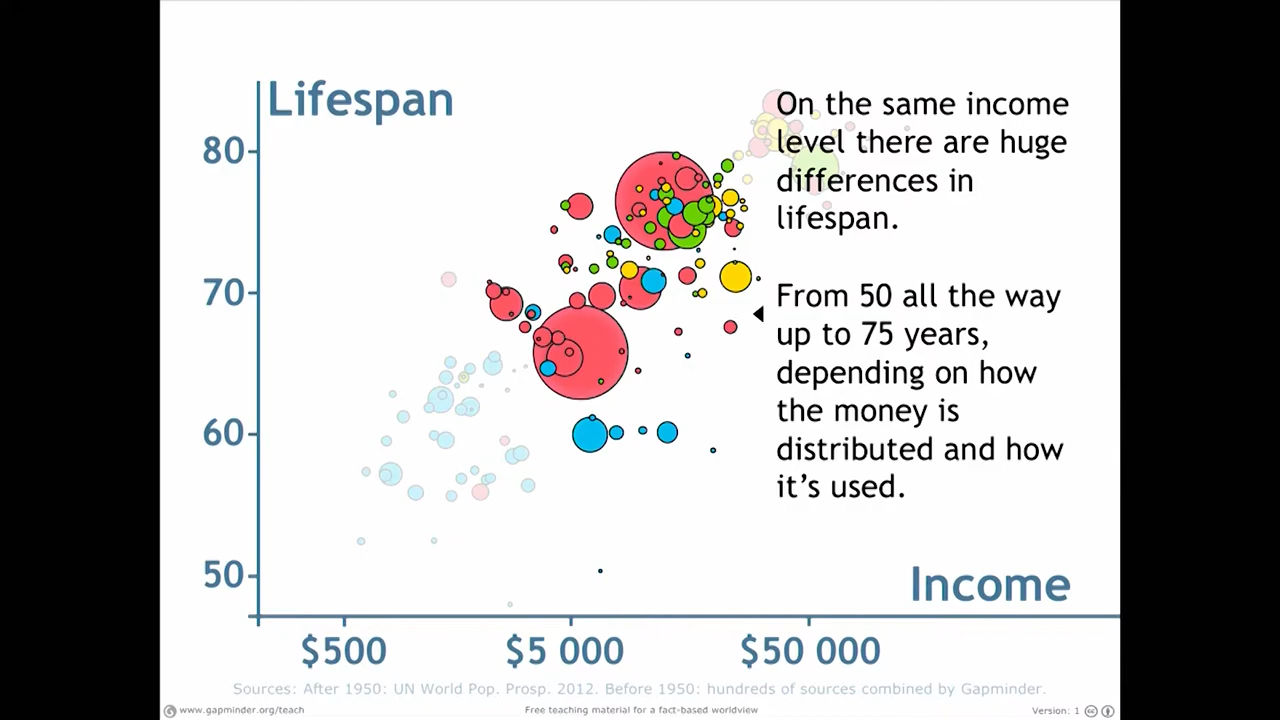 Lifespan
80
70
60
50
On the same income
level there are huge
differences in
lifespan.
From 50 all the way
up to 75 years,
depending on how
the money is
distributed and how
it’s used.
Income
$500
$5 000
$50 000
Sources: After 1950: UN World Pop. Prosp. 2012. Before 1950: hundreds of sources combined by Gapminder.
www.gapminder.org/teach
Free teaching material for a fact-based worldview
Version: 1